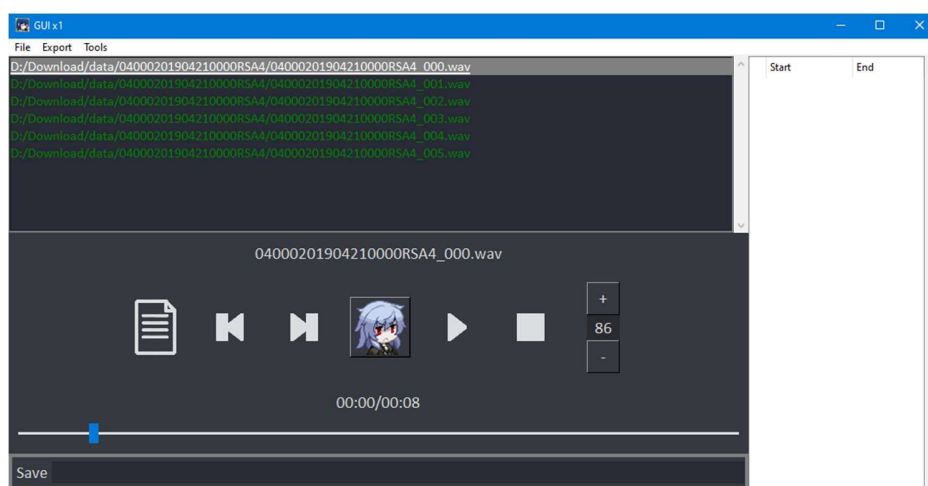 GUI x1
File Export Tools
D:/Download/data/04000201904210000RSA4/04000201904210000RSA4_000.wav
D:/Download/data/04000201904210000RSA4/04000201904210000RSA4_001.wav
D:/Download/data/04000201904210000RSA4/04000201904210000RSA4_002.wav
D:/Download/data/04000201904210000RSA4/04000201904210000RSA4_003.wav
D:/Download/data/04000201904210000RSA4/04000201904210000RSA4_004.wav
D:/Download/data/04000201904210000RSA4/04000201904210000RSA4_005.wav
Start End
04000201904210000RSA4_000.wav
+
86
-
00:00/00:08
Save